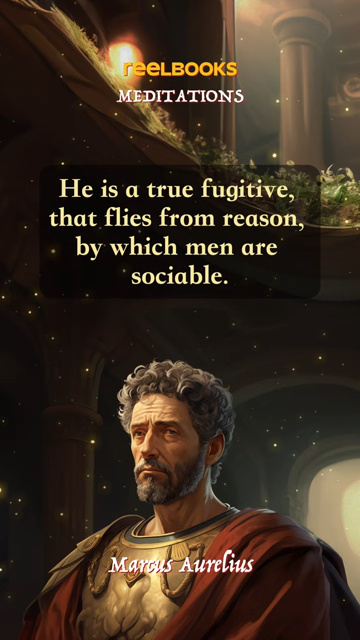 reelbooks
MEDITATIONS
He is a true fugitive,
that flies from reason,
by which men are
sociable.
Marcus Aurelius